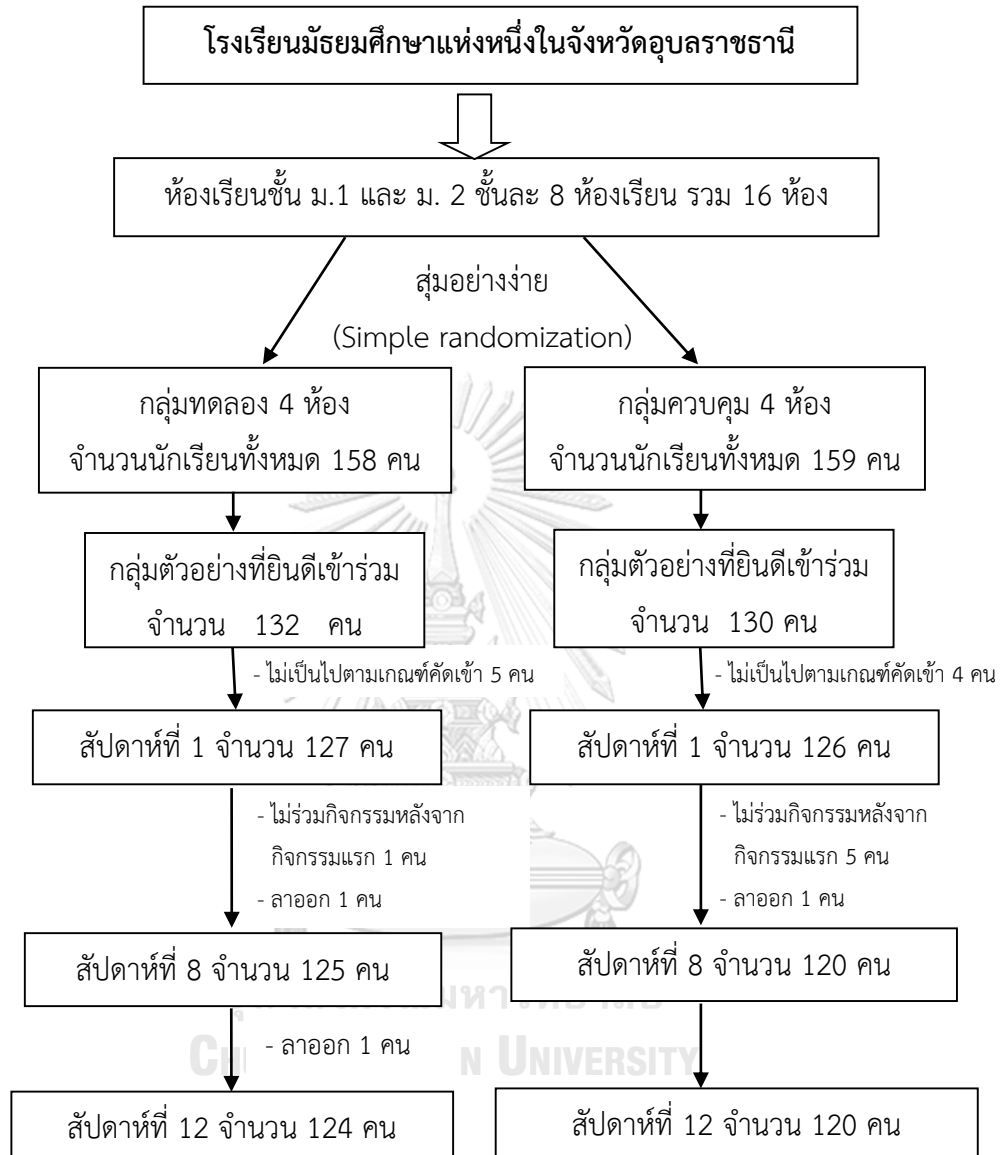 โรงเรียนมัธยมศึกษาแห่งหนึ่งในจังหวัดอุบลราชธานี
ห้องเรียนชั้น ม.1 และ ม. 2 ชั้นละ 8 ห้องเรียน รวม 16 ห้อง
สุ่มอย่างง่าย
(Simple randomization)
กลุ่มทดลอง 4 ห้อง
จำนวนนักเรียนทั้งหมด 158 คน
กลุ่มควบคุม 4 ห้อง
จำนวนนักเรียนทั้งหมด 159 คน
กลุ่มตัวอย่างที่ยินดีเข้าร่วม
จำนวน 132 คน
กลุ่มตัวอย่างที่ยินดีเข้าร่วม
จำนวน 130 คน
- ไม่เป็นไปตามเกณฑ์คัดเข้า 5 คน
- ไม่เป็นไปตามเกณฑ์คัดเข้า 4 คน
สัปดาห์ที่ 1 จำนวน 127 คน
สัปดาห์ที่ 1 จำนวน 126 คน
- ไม่ร่วมกิจกรรมหลังจาก
กิจกรรมแรก 1 คน
- ลาออก 1 คน
- ไม่ร่วมกิจกรรมหลังจาก
กิจกรรมแรก 5 คน
- ลาออก 1 คน
สัปดาห์ที่ 8 จำนวน 125 คน
สัปดาห์ที่ 8 จำนวน 120 คน
- ลาออก 1 คน
UNIVERSITY
สัปดาห์ที่ 12 จำนวน 124 คน
สัปดาห์ที่ 12 จำนวน 120 คน